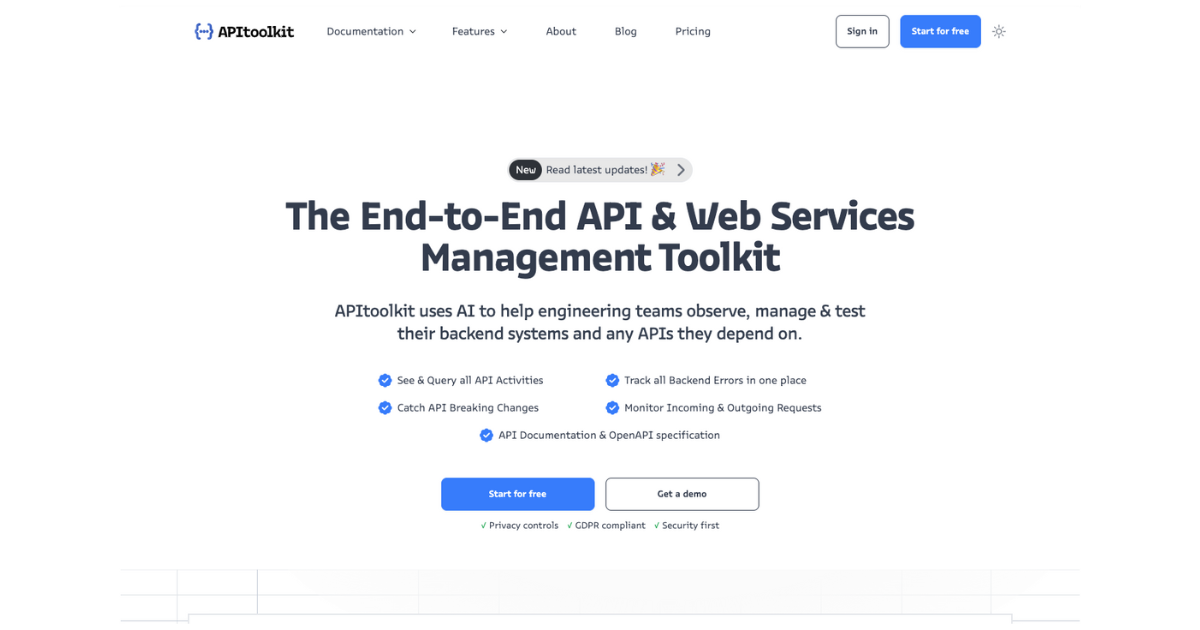 APItoolkit Documentation Features About Blog Pricing Sign in Start for free
New Read latest updates! 🎉
The End-to-End API & Web Services
Management Toolkit
APItoolkit uses AI to help engineering teams observe, manage & test
their backend systems and any APIs they depend on.
See & Query all API Activities Track all Backend Errors in one place
Catch API Breaking Changes Monitor Incoming & Outgoing Requests
API Documentation & OpenAPI specification
Start for free Get a demo
✓ Privacy controls ✓ GDPR compliant ✓ Security first